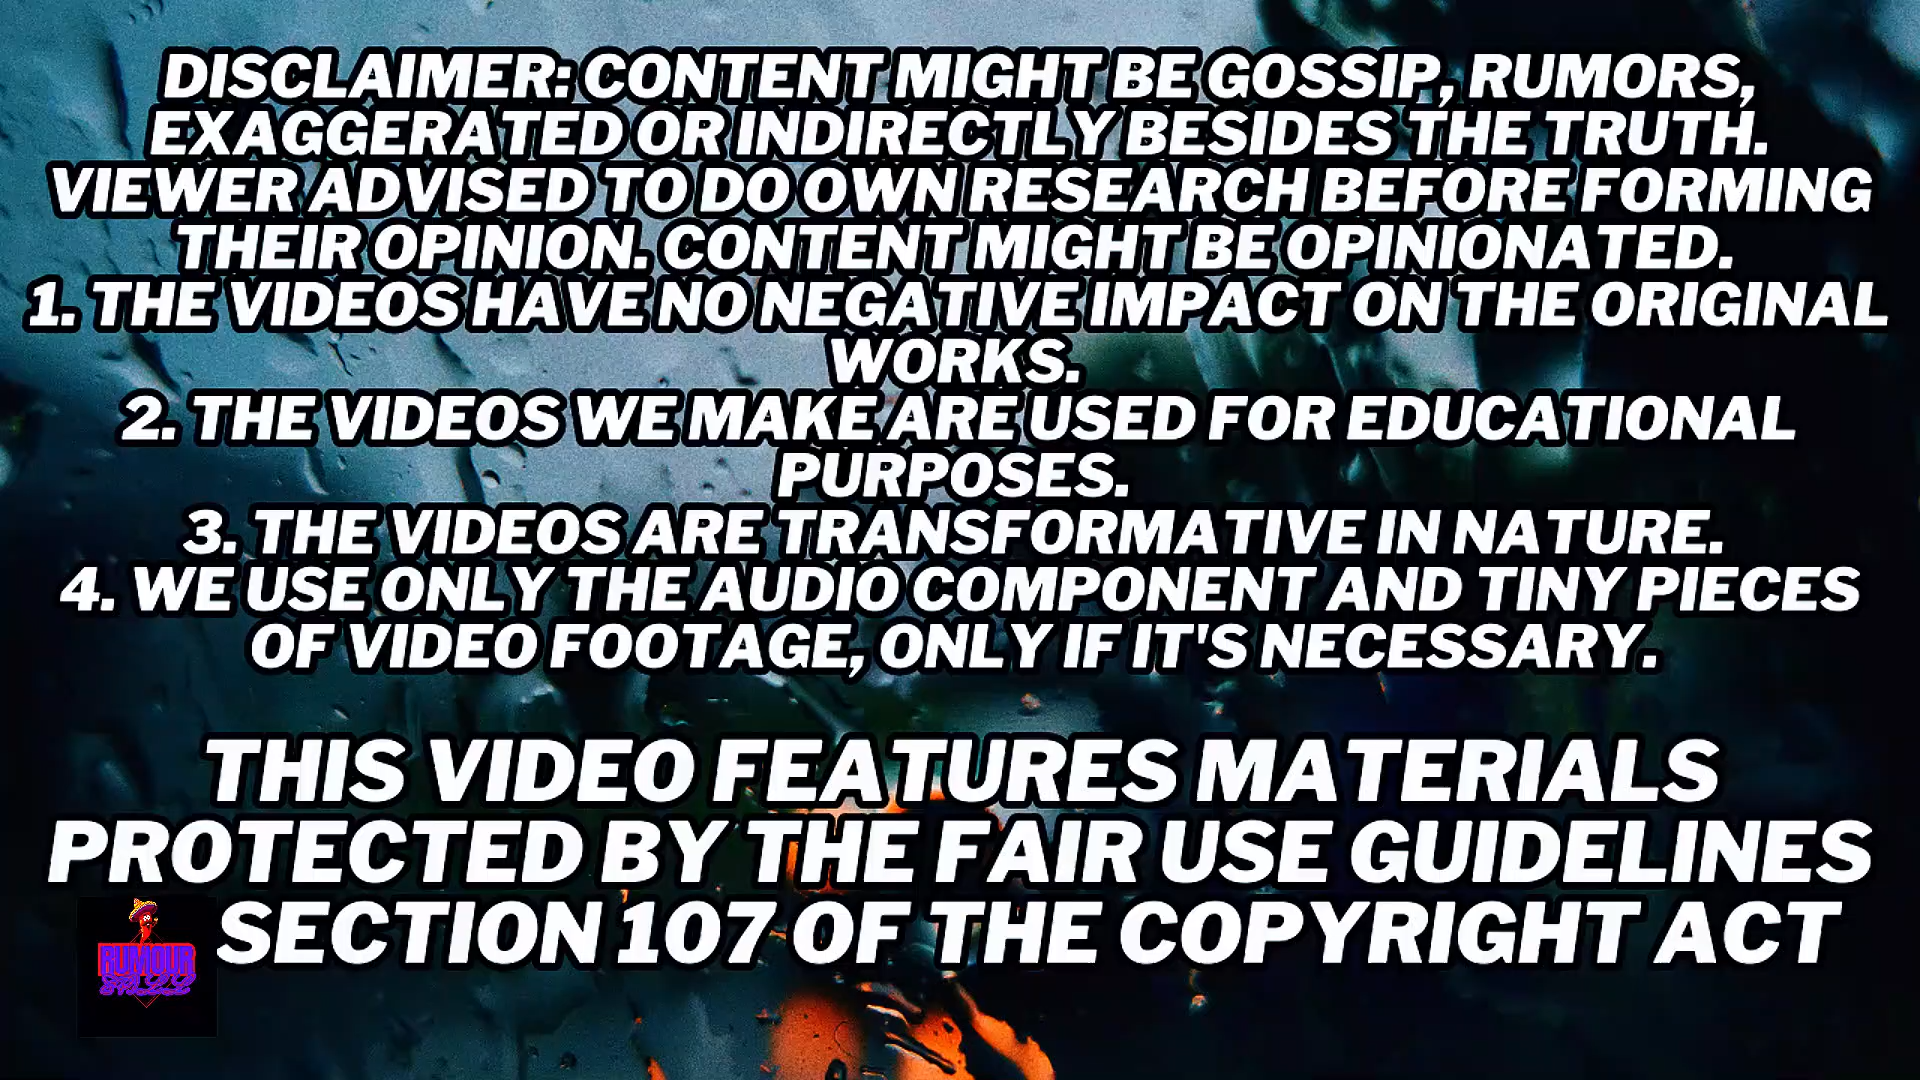 DISCLAIMER: CONTENT MIGHT BE GOSSIP, RUMORS,
EXAGGERATED OR INDIRECTLY BESIDES THE TRUTH.
VIEWER ADVISED TO DO OWN RESEARCH BEFORE FORMING
THEIR OPINION. CONTENT MIGHT BE OPINIONATED.
1. THE VIDEOS HAVE NO NEGATIVE IMPACT ON THE ORIGINAL
WORKS.
2. THE VIDEOS WE MAKE ARE USED FOR EDUCATIONAL
PURPOSES.
3. THE VIDEOS ARE TRANSFORMATIVE IN NATURE.
4. WE USE ONLY THE AUDIO COMPONENT AND TINY PIECES
OF VIDEO FOOTAGE, ONLY IF IT'S NECESSARY.
THIS VIDEO FEATURES MATERIALS
PROTECTED BY THE FAIR USE GUIDELINES
SECTION 107 OF THE COPYRIGHT ACT
RUMOUR